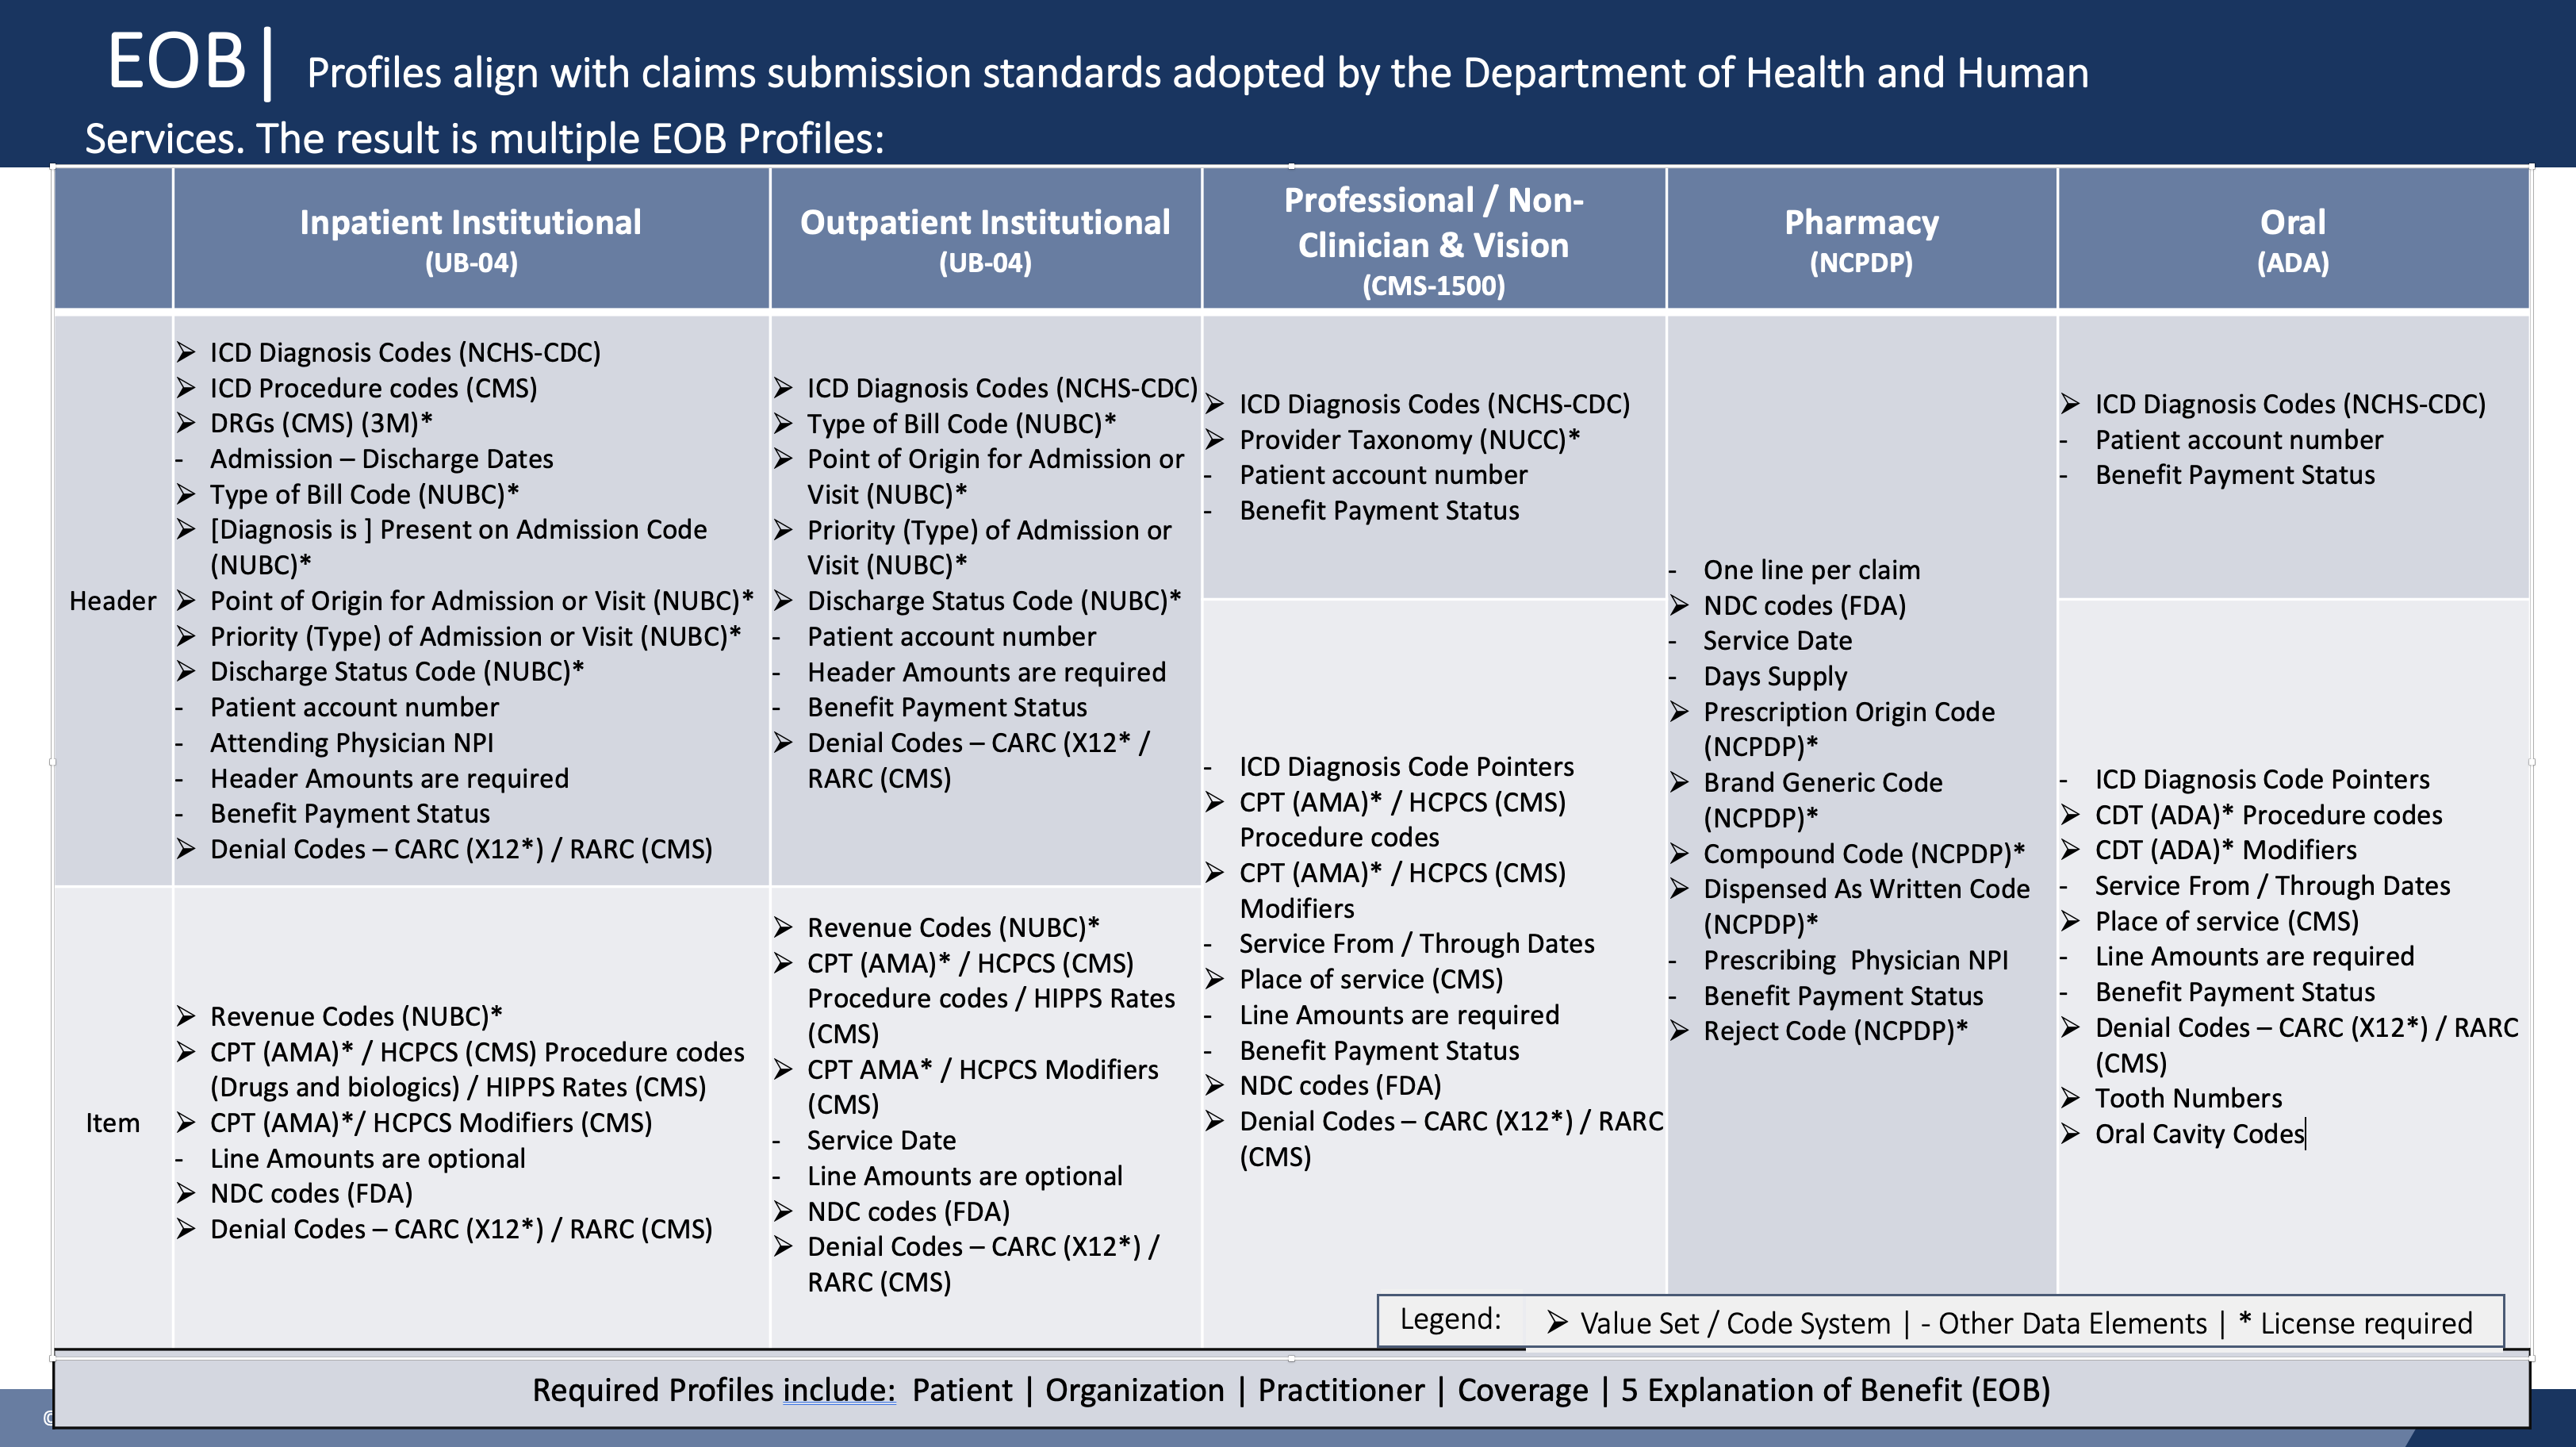 EOB| Profiles align with claims submission standards adopted by the Department of Health and Human
Services. The result is multiple EOB Profiles:
Inpatient Institutional
(UB-04)
Outpatient Institutional
(UB-04)
Professional / Non-
Clinician & Vision
(CMS-1500)
Pharmacy
(NCPDP)
Oral
(ADA)
Header
➢ ICD Diagnosis Codes (NCHS-CDC)
➢ ICD Procedure codes (CMS)
➢ DRGs (CMS) (3M)*
- Admission – Discharge Dates
➢ Type of Bill Code (NUBC)*
➢ [Diagnosis is ] Present on Admission Code
(NUBC)*
➢ Point of Origin for Admission or Visit (NUBC)*
➢ Priority (Type) of Admission or Visit (NUBC)*
➢ Discharge Status Code (NUBC)*
- Patient account number
- Attending Physician NPI
- Header Amounts are required
- Benefit Payment Status
➢ Denial Codes – CARC (X12*) / RARC (CMS)
➢ ICD Diagnosis Codes (NCHS-CDC)
➢ Type of Bill Code (NUBC)*
➢ Point of Origin for Admission or
Visit (NUBC)*
➢ Priority (Type) of Admission or
Visit (NUBC)*
➢ Discharge Status Code (NUBC)*
- Patient account number
- Header Amounts are required
- Benefit Payment Status
➢ Denial Codes – CARC (X12* /
RARC (CMS)
➢ ICD Diagnosis Codes (NCHS-CDC)
➢ Provider Taxonomy (NUCC)*
- Patient account number
- Benefit Payment Status
- One line per claim
➢ NDC codes (FDA)
- Service Date
- Days Supply
➢ Prescription Origin Code
(NCPDP)*
➢ Brand Generic Code
(NCPDP)*
➢ Compound Code (NCPDP)*
➢ Dispensed As Written Code
(NCPDP)*
- Prescribing  Physician NPI
- Benefit Payment Status
➢ Reject Code (NCPDP)*
➢ ICD Diagnosis Codes (NCHS-CDC)
- Patient account number
- Benefit Payment Status
Item
➢ Revenue Codes (NUBC)*
➢ CPT (AMA)* / HCPCS (CMS) Procedure codes
(Drugs and biologics) / HIPPS Rates (CMS)
➢ CPT (AMA)*/ HCPCS Modifiers (CMS)
- Line Amounts are optional
➢ NDC codes (FDA)
➢ Denial Codes – CARC (X12*) / RARC (CMS)
➢ Revenue Codes (NUBC)*
➢ CPT (AMA)* / HCPCS (CMS)
Procedure codes / HIPPS Rates
(CMS)
➢ CPT AMA* / HCPCS Modifiers
(CMS)
- Service Date
- Line Amounts are optional
➢ NDC codes (FDA)
➢ Denial Codes – CARC (X12*) /
RARC (CMS)
- ICD Diagnosis Code Pointers
➢ CPT (AMA)* / HCPCS (CMS)
Procedure codes
➢ CPT (AMA)* / HCPCS (CMS)
Modifiers
- Service From / Through Dates
➢ Place of service (CMS)
- Line Amounts are required
- Benefit Payment Status
➢ NDC codes (FDA)
➢ Denial Codes – CARC (X12*) / RARC
(CMS)
- ICD Diagnosis Code Pointers
➢ CDT (ADA)* Procedure codes
➢ CDT (ADA)* Modifiers
- Service From / Through Dates
➢ Place of service (CMS)
- Line Amounts are required
- Benefit Payment Status
➢ Denial Codes – CARC (X12*) / RARC
(CMS)
➢ Tooth Numbers
➢ Oral Cavity Codes
Legend: ➢ Value Set / Code System | - Other Data Elements | * License required
Required Profiles include:  Patient | Organization | Practitioner | Coverage | 5 Explanation of Benefit (EOB)